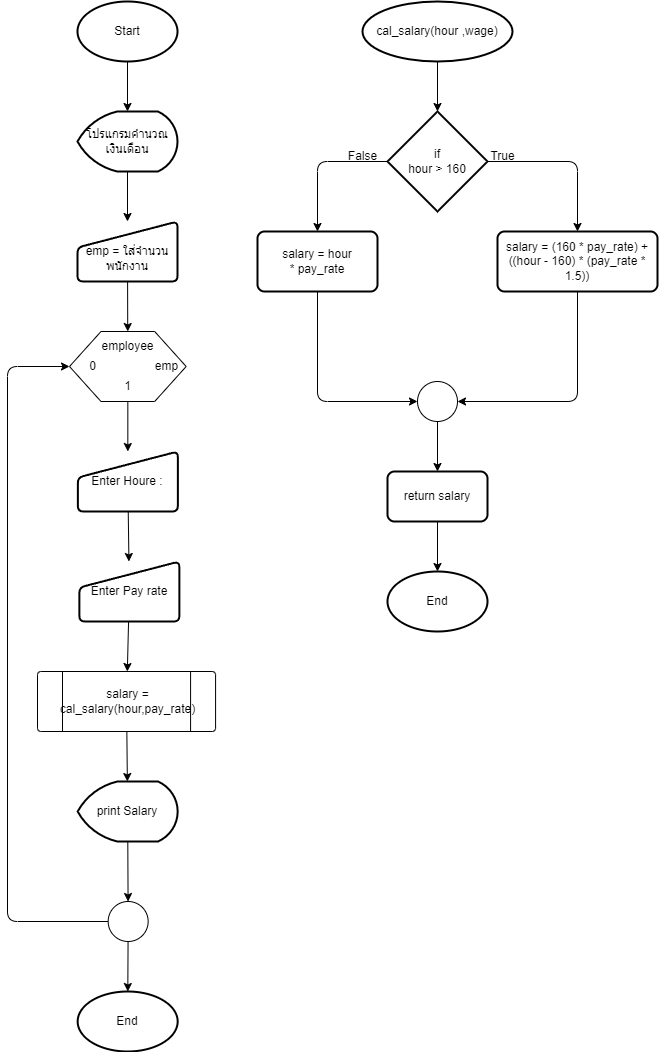 Start
โปรแกรมคำนวณ
เงินเดือน
emp = ใส่จำนวน
พนักงาน
employee
0
emp
1
Enter Houre :
Enter Pay rate
salary =
cal_salary(hour,pay_rate)
print Salary
End
cal_salary(hour ,wage)
if
hour > 160
False
True
salary = hour
* pay_rate
salary = (160 * pay_rate) +
((hour - 160) * (pay_rate *
1.5))
return salary
End